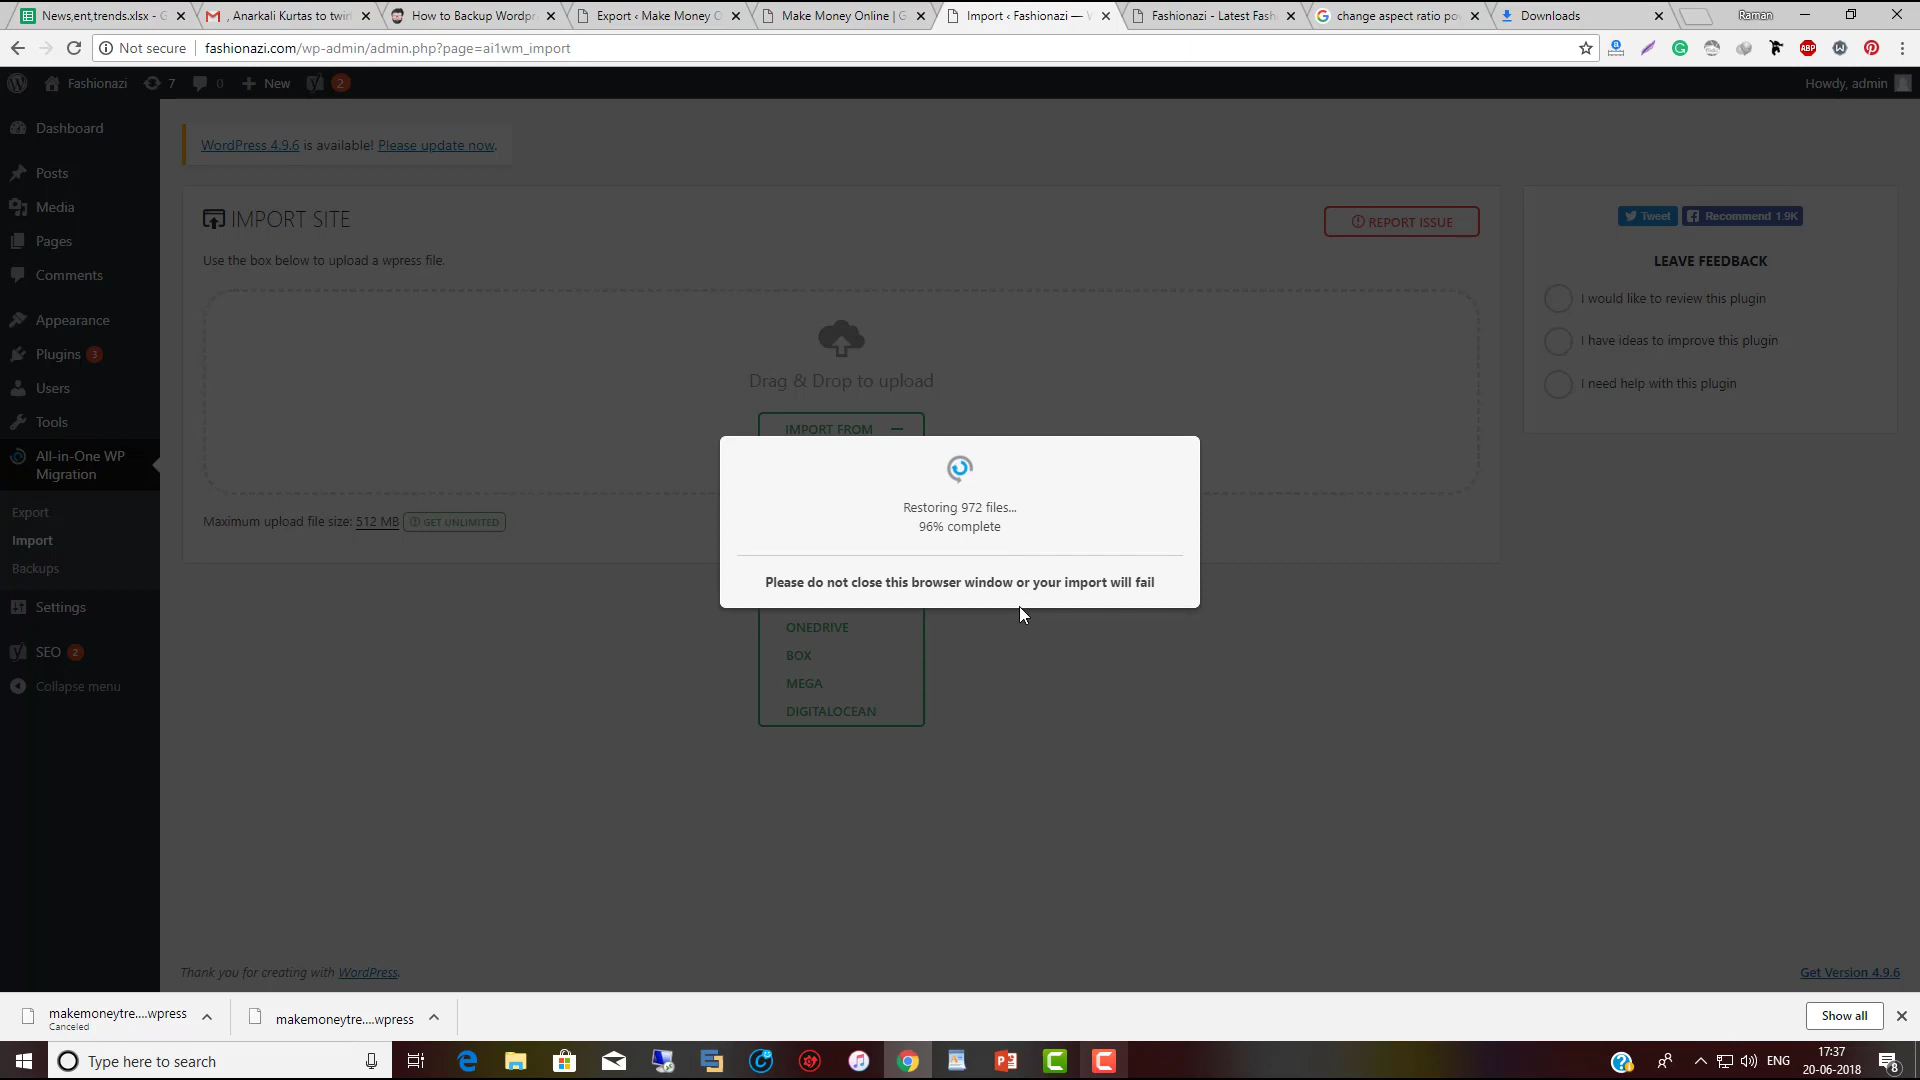 News,ent,trends.xlsx - G
, Anarkali Kurtas to twin
How to Backup Wordpr
Export ‹ Make Money O
Make Money Online | G
Import ‹ Fashionazi — W
Fashionazi - Latest Fash
change aspect ratio po
Downloads
Raman
Not secure
fashionazi.com/wp-admin/admin.php?page=ai1wm_import
ABP
Fashionazi
7
0
New
2
Howdy, admin
Dashboard
Posts
Media
Pages
Comments
Appearance
Plugins 3
Users
Tools
All-in-One WP
Migration
Export
Import
Backups
Settings
SEO 2
Collapse menu
WordPress 4.9.6 is available! Please update now.
IMPORT SITE
REPORT ISSUE
Use the box below to upload a wpress file.
Drag & Drop to upload
IMPORT FROM
Restoring 972 files...
96% complete
Please do not close this browser window or your import will fail
ONEDRIVE
BOX
MEGA
DIGITALOCEAN
Maximum upload file size: 512 MB
GET UNLIMITED
Tweet
Recommend 1.9K
LEAVE FEEDBACK
I would like to review this plugin
I have ideas to improve this plugin
I need help with this plugin
Thank you for creating with WordPress.
Get Version 4.9.6
makemoneytre....wpress
Canceled
makemoneytre....wpress
Show all
Type here to search
ENG
17:37
20-06-2018
8